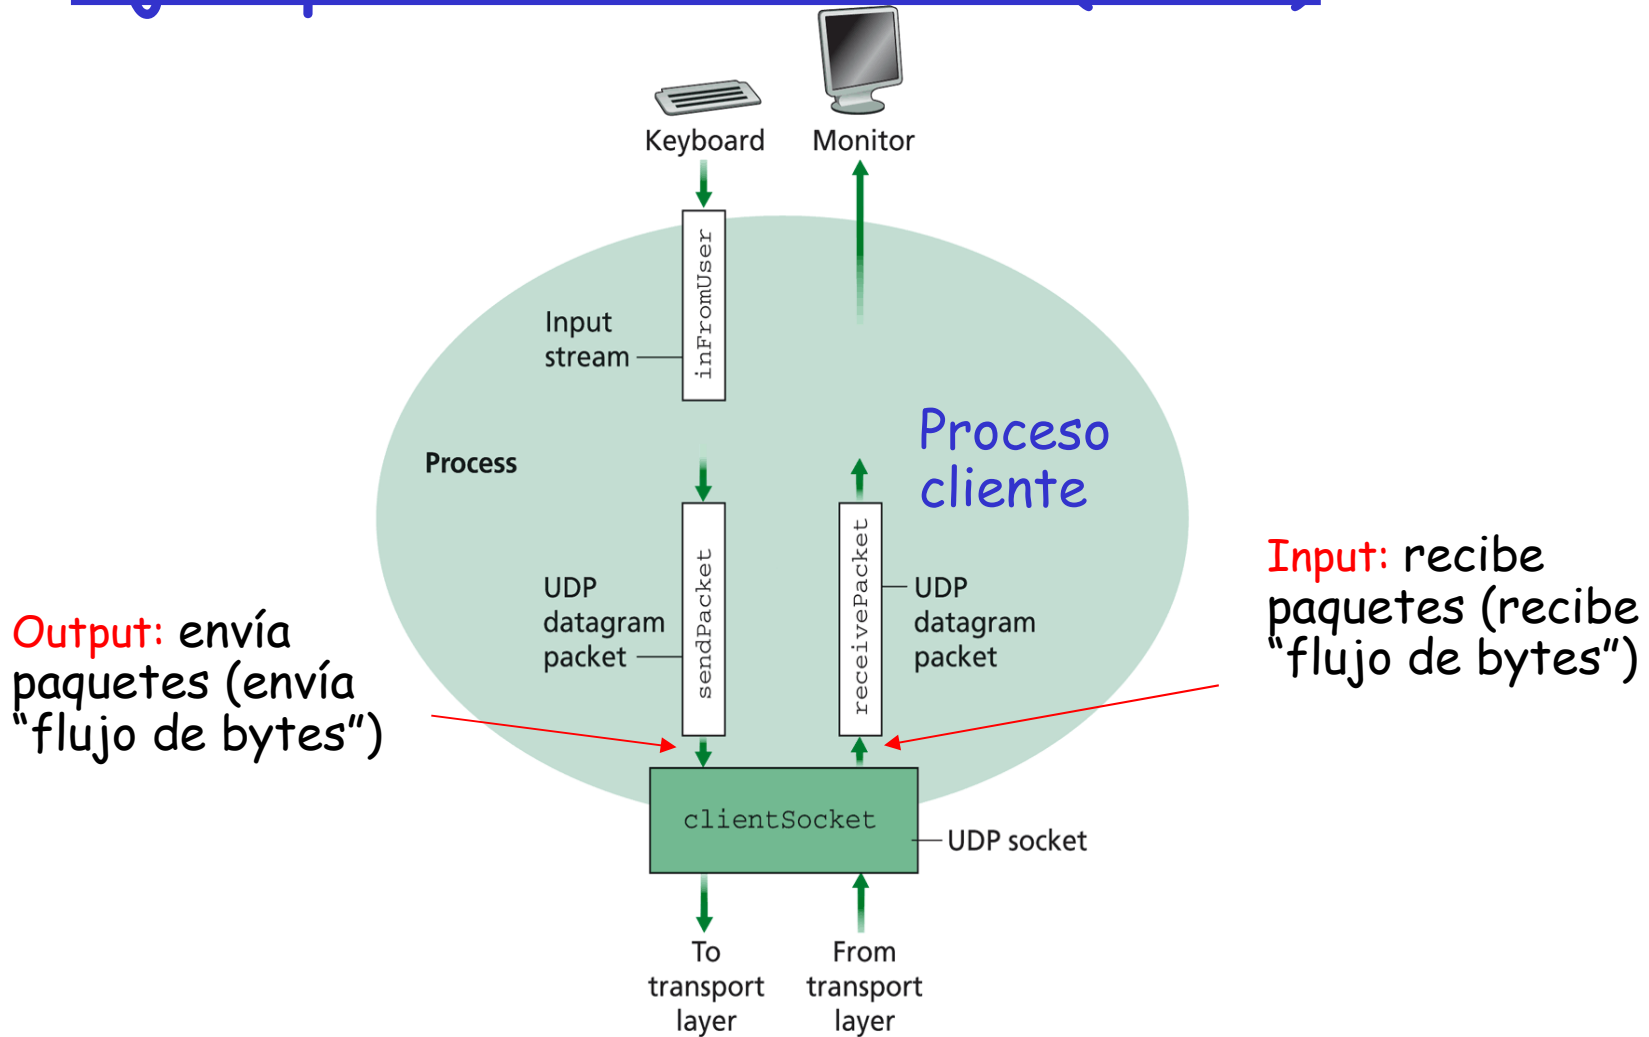 Keyboard
Monitor
inFromUser
Input
stream
Process
Proceso
cliente
sendPacket
UDP
datagram
packet
receivePacket
UDP
datagram
packet
Output: envía
paquetes (envía
“flujo de bytes”)
Input: recibe
paquetes (recibe
“flujo de bytes”)
clientSocket
UDP socket
To
transport
layer
From
transport
layer